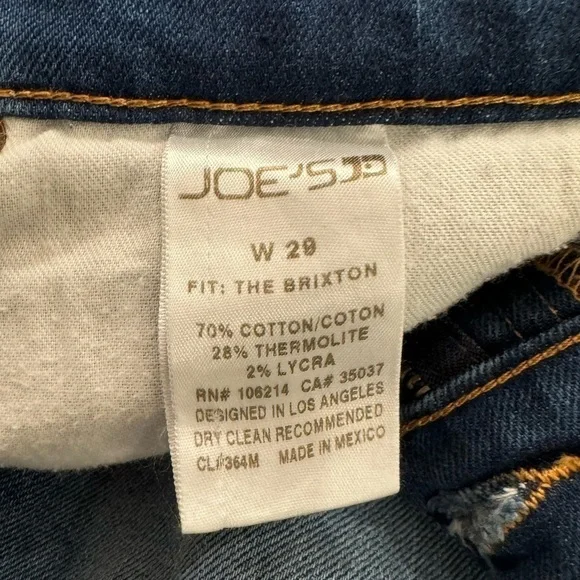 JOE'S JD
W 29
FIT: THE BRIXTON
70% COTTON/COTON
28% THERMOLITE
2% LYCRA
RN# 106214 CA# 35037
DESIGNED IN LOS ANGELES
DRY CLEAN RECOMMENDED
CL#364M MADE IN MEXICO